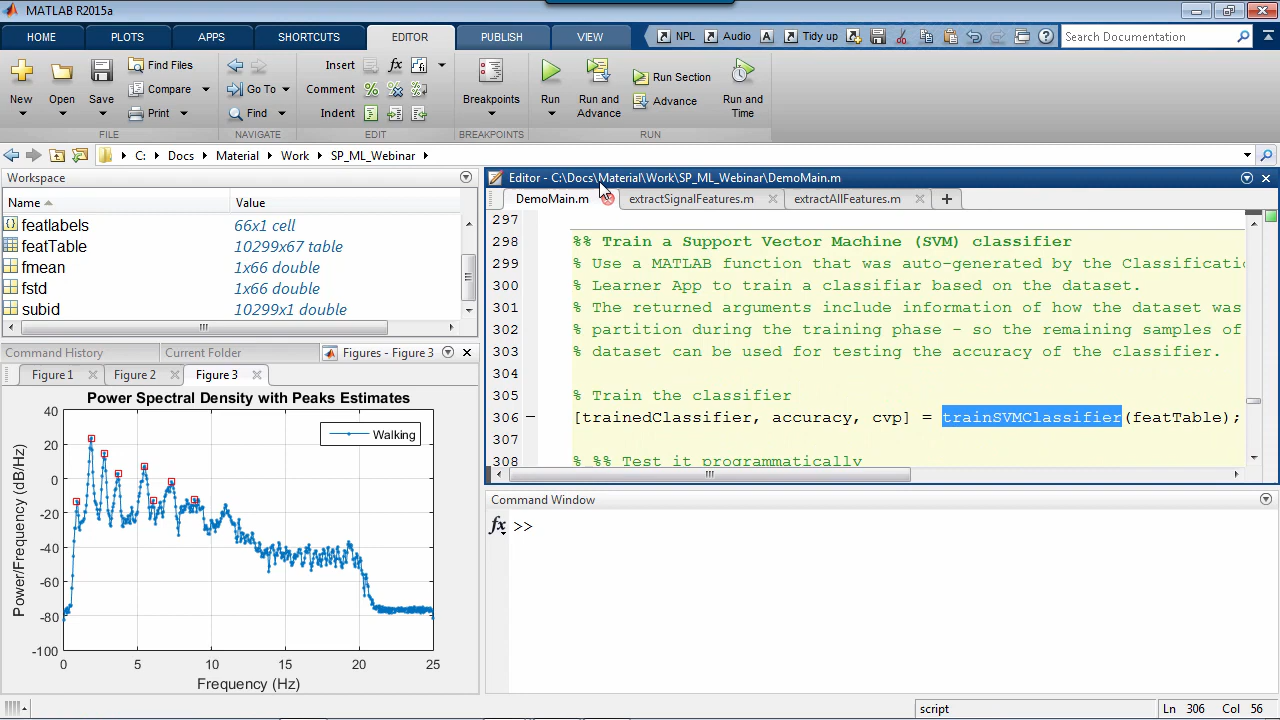 MATLAB R2015a
HOME PLOTS APPS SHORTCUTS EDITOR PUBLISH VIEW NPL Audio A Tidy up Search Documentation
New Open Save Find Files Compare Print
Go To Find
Insert fx
Comment
Indent
Breakpoints Run Run and Advance Run Section Advance Run and Time
FILE NAVIGATE EDIT BREAKPOINTS RUN
C: Docs Material Work SP_ML_Webinar
Workspace
Name Value
featlabels 66x1 cell
featTable 10299x67 table
fmean 1x66 double
fstd 1x66 double
subid 10299x1 double
Command History Current Folder Figures - Figure 3
Figure 1 Figure 2 Figure 3
Power Spectral Density with Peaks Estimates
Walking
Power/Frequency (dB/Hz)
40
20
0
-20
-40
-60
-80
-100
0 5 10 15 20 25
Frequency (Hz)
Editor - C:\Docs\Material\Work\SP_ML_Webinar\DemoMain.m
DemoMain.m extractSignalFeatures.m extractAllFeatures.m
297
298 %% Train a Support Vector Machine (SVM) classifier
299 % Use a MATLAB function that was auto-generated by the Classificatio
300 % Learner App to train a classifiar based on the dataset.
301 % The returned arguments include information of how the dataset was
302 % partition during the training phase - so the remaining samples of
303 % dataset can be used for testing the accuracy of the classifier.
304
305 % Train the classifier
306 [trainedClassifier, accuracy, cvp] = trainSVMClassifier(featTable);
307
308 % %% Test it programmatically
Command Window
fx >>
script Ln 306 Col 56